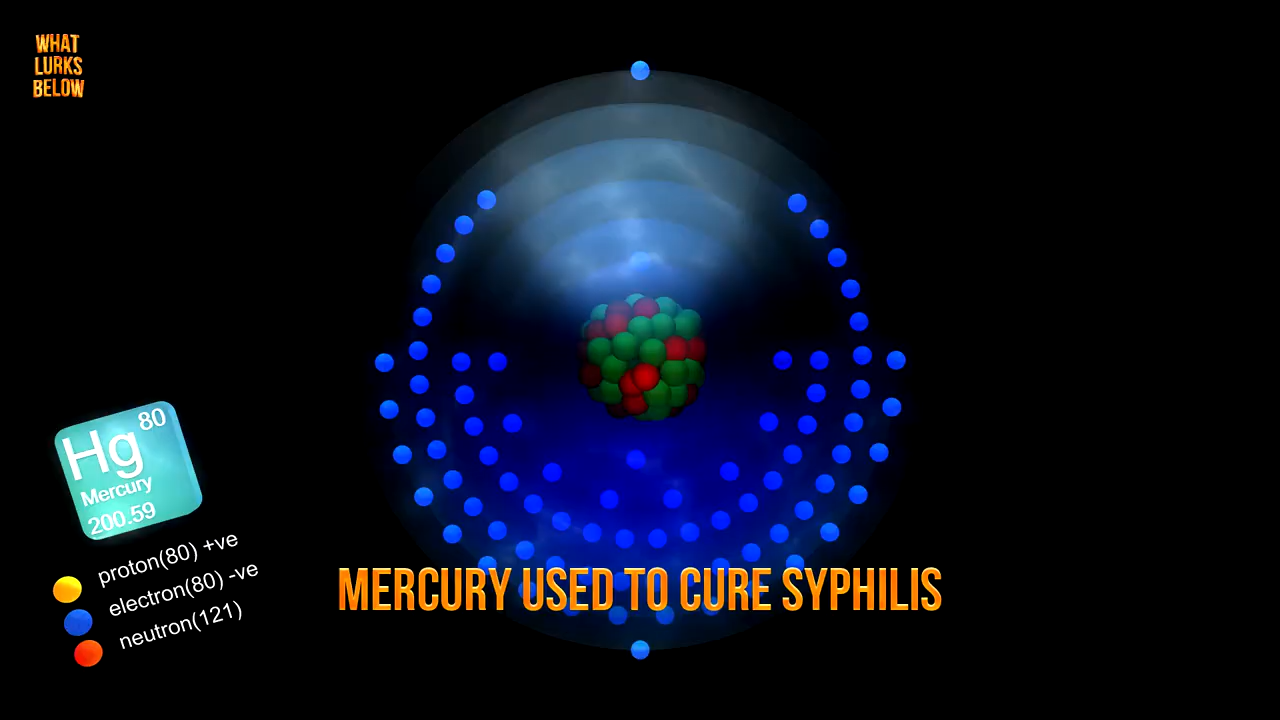 WHAT
LURKS
BELOW
80
Hg
Mercury
200.59
proton(80) +ve
electron(80) -ve
neutron(121)
MERCURY USED TO CURE SYPHILIS